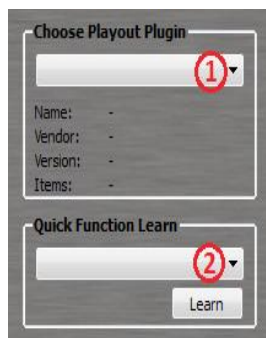 Choose Playout Plugin
1
Name: -
Vendor: -
Version: -
Items: -
Quick Function Learn
2
Learn